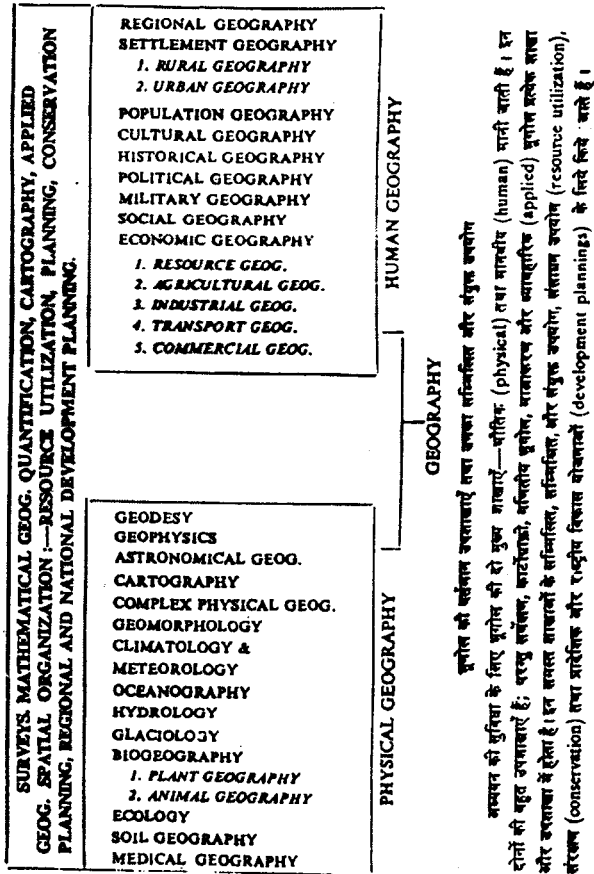 SURVEYS. MATHEMATICAL GEOG. QUANTIFICATION, CARTOGRAPHY, APPLIED
GEOG. SPATIAL ORGANIZATION :—RESOURCE UTILIZATION, PLANNING, CONSERVATION
PLANNING, REGIONAL AND NATIONAL DEVELOPMENT PLANNING.
GEODESY
GEOPHYSICS
ASTRONOMICAL GEOG.
CARTOGRAPHY
COMPLEX PHYSICAL GEOG.
GEOMORPHOLOGY
CLIMATOLOGY &
METEOROLOGY
OCEANOGRAPHY
HYDROLOGY
GLACIOLOGY
BIOGEOGRAPHY
1. PLANT GEOGRAPHY
2. ANIMAL GEOGRAPHY
ECOLOGY
SOIL GEOGRAPHY
MEDICAL GEOGRAPHY
PHYSICAL GEOGRAPHY
REGIONAL GEOGRAPHY
SETTLEMENT GEOGRAPHY
1. RURAL GEOGRAPHY
2. URBAN GEOGRAPHY
POPULATION GEOGRAPHY
CULTURAL GEOGRAPHY
HISTORICAL GEOGRAPHY
POLITICAL GEOGRAPHY
MILITARY GEOGRAPHY
SOCIAL GEOGRAPHY
ECONOMIC GEOGRAPHY
1. RESOURCE GEOG.
2. AGRICULTURAL GEOG.
3. INDUSTRIAL GEOG.
4. TRANSPORT GEOG.
5. COMMERCIAL GEOG.
HUMAN GEOGRAPHY
GEOGRAPHY
भूगोल की वर्तमान उपशाखाएँ तथा उनका सम्मिलित और संयुक्त उपयोग
अध्ययन की सुविधा के लिए भूगोल की दो मुख्य शाखाएँ—भौतिक (physical) तथा मानवीय (human) मानी जाती हैं। इन
दोनों की बहुत उपशाखाएँ हैं; परन्तु सर्वेक्षण, कार्टोग्राफी, गणितीय भूगोल, मात्राकरण और व्यावहारिक (applied) भूगोल प्रत्येक शाखा
और उपशाखा में होता है। इन समस्त शाखाओं के सम्मिलित, और संयुक्त उपयोग, संसाधन उपयोग (resource utilization),
संरक्षण (conservation) तथा प्रादेशिक और राष्ट्रीय विकास योजनाओं (development plannings) के लिये किये जाते हैं।